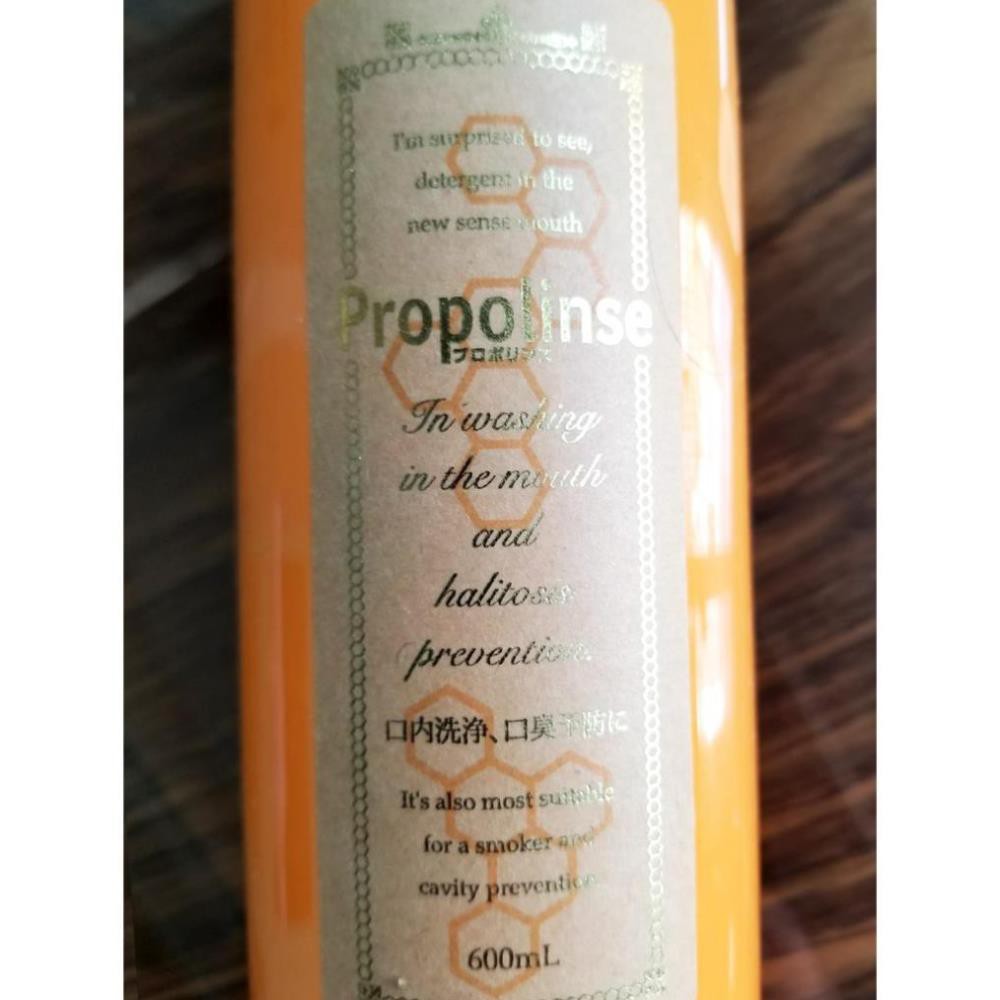 I'm surprised to see,
detergent in the
new sense mouth
Propolinse
プロポリンス
In washing
in the mouth
and
halitosis
prevention.
口内洗浄、口臭予防に
It's also most suitable
for a smoker and
cavity prevention
600mL